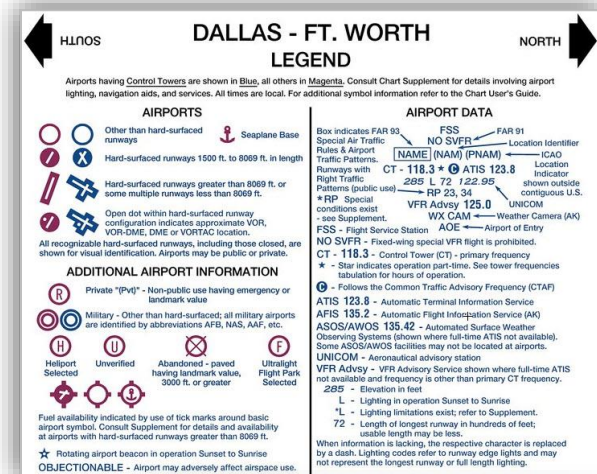 SOUTH
DALLAS - FT. WORTH
LEGEND
NORTH
Airports having Control Towers are shown in Blue, all others in Magenta. Consult Chart Supplement for details involving airport
lighting, navigation aids, and services. All times are local. For additional symbol information refer to the Chart User's Guide.
AIRPORTS
Other than hard-surfaced
runways
Seaplane Base
Hard-surfaced runways 1500 ft. to 8069 ft. in length
Hard-surfaced runways greater than 8069 ft. or
some multiple runways less than 8069 ft.
Open dot within hard-surfaced runway
configuration indicates approximate VOR,
VOR-DME, DME or VORTAC location.
All recognizable hard-surfaced runways, including those closed, are
shown for visual identification. Airports may be public or private.
ADDITIONAL AIRPORT INFORMATION
R
Private "(Pvt)" - Non-public use having emergency or
landmark value
Military - Other than hard-surfaced; all military airports
are identified by abbreviations AFB, NAS, AAF, etc.
H
U
F
Heliport
Selected
Unverified
Abandoned - paved
having landmark value,
3000 ft. or greater
Ultralight
Flight Park
Selected
Fuel availability indicated by use of tick marks around basic
airport symbol. Consult Supplement for details and availability
at airports with hard-surfaced runways greater than 8069 ft.
Rotating airport beacon in operation Sunset to Sunrise
OBJECTIONABLE - Airport may adversely affect airspace use.
AIRPORT DATA
Box indicates FAR 93
Special Air Traffic
Rules & Airport
Traffic Patterns.
Runways with
Right Traffic
Patterns (public use)
*RP Special
conditions exist
- see Supplement.
FSS
NO SVFR
FAR 91
Location Identifier
NAME (NAM) (PNAM)
ICAO
Location
Indicator
shown outside
contiguous U.S.
CT - 118.3 ★ C ATIS 123.8
285 L 72 122.95
RP 23, 34
UNICOM
VFR Advsy 125.0
WX CAM
Weather Camera (AK)
AOE
Airport of Entry
FSS - Flight Service Station
NO SVFR - Fixed-wing special VFR flight is prohibited.
CT - 118.3 - Control Tower (CT) - primary frequency
★ - Star indicates operation part-time. See tower frequencies
tabulation for hours of operation.
C - Follows the Common Traffic Advisory Frequency (CTAF)
ATIS 123.8 - Automatic Terminal Information Service
AFIS 135.2 - Automatic Flight Information Service (AK)
ASOS/AWOS 135.42 - Automated Surface Weather
Observing Systems (shown where full-time ATIS not available).
Some ASOS/AWOS facilities may not be located at airports.
UNICOM - Aeronautical advisory station
VFR Advsy - VFR Advisory Service shown where full-time ATIS
not available and frequency is other than primary CT frequency.
285 - Elevation in feet
L - Lighting in operation Sunset to Sunrise
*L - Lighting limitations exist; refer to Supplement.
72 - Length of longest runway in hundreds of feet;
usable length may be less.
When information is lacking, the respective character is replaced
by a dash. Lighting codes refer to runway edge lights and may
not represent the longest runway or full length lighting.